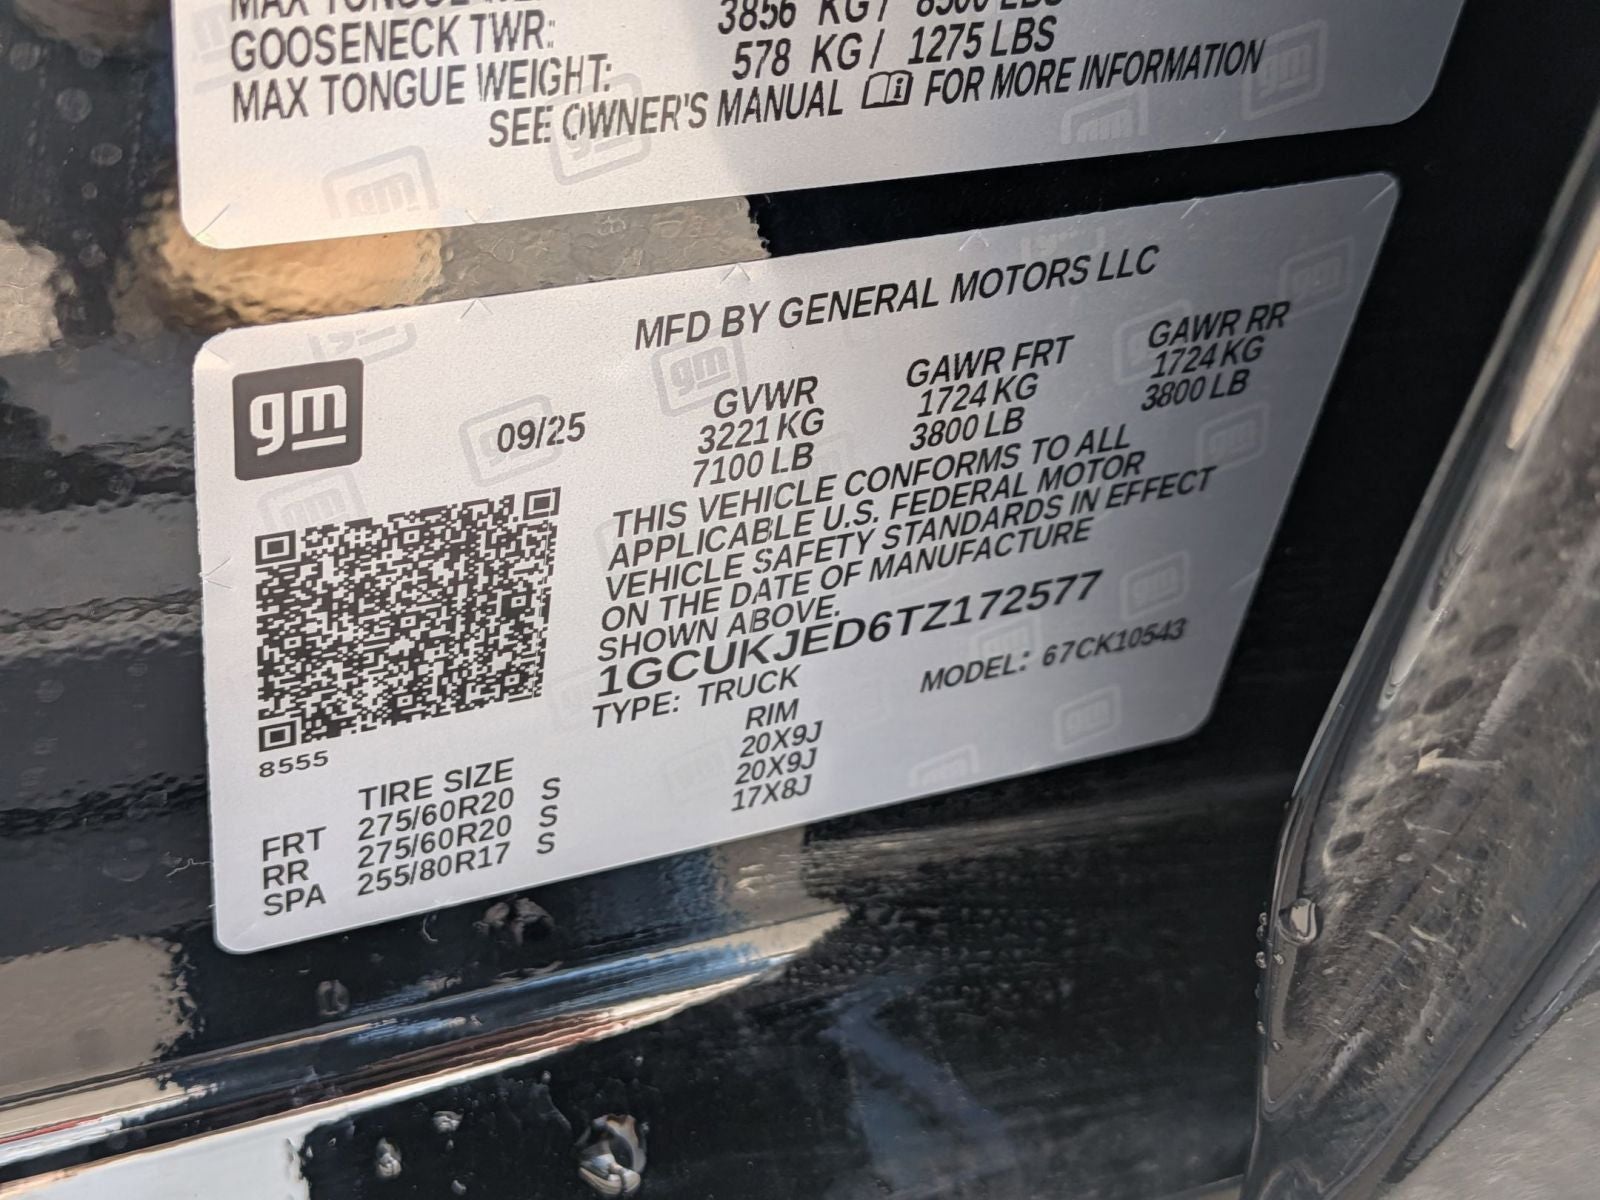 MAX TONGUE
3856 KG / 8500 LBS
GOOSENECK TWR:
578 KG / 1275 LBS
MAX TONGUE WEIGHT:
SEE OWNER'S MANUAL FOR MORE INFORMATION
MFD BY GENERAL MOTORS LLC
gm
09/25
GVWR GAWR FRT GAWR RR
3221 KG 1724 KG 1724 KG
7100 LB 3800 LB 3800 LB
THIS VEHICLE CONFORMS TO ALL
APPLICABLE U.S. FEDERAL MOTOR
VEHICLE SAFETY STANDARDS IN EFFECT
ON THE DATE OF MANUFACTURE
SHOWN ABOVE.
1GCUKJED6TZ172577
TYPE: TRUCK MODEL: 67CK10543
8555
TIRE SIZE RIM
FRT 275/60R20 S 20X9J
RR 275/60R20 S 20X9J
SPA 255/80R17 S 17X8J